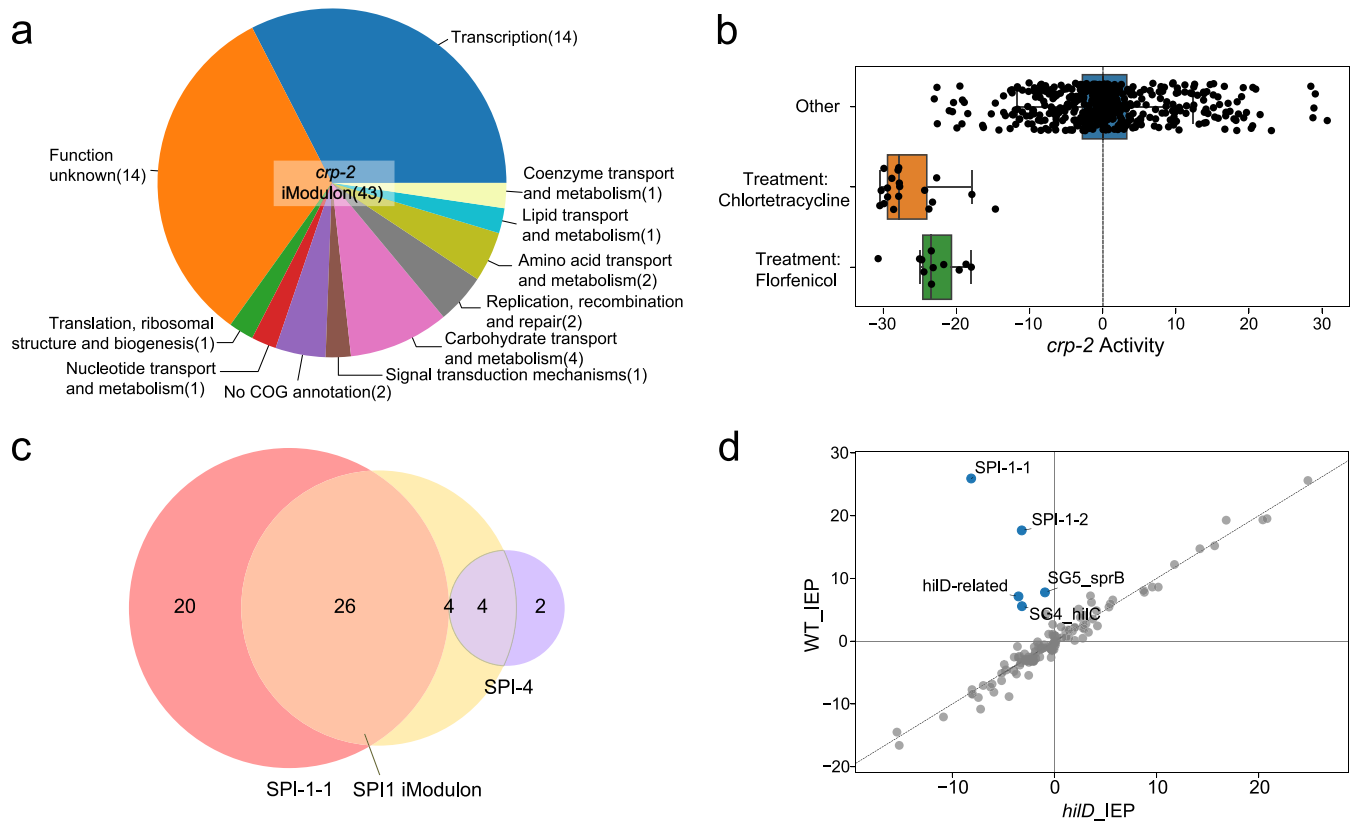 a
Transcription(14)
Function
unknown(14)
crp-2
iModulon(43)
Coenzyme transport
and metabolism(1)
Lipid transport
and metabolism(1)
Amino acid transport
and metabolism(2)
Replication, recombination
and repair(2)
Carbohydrate transport
and metabolism(4)
Signal transduction mechanisms(1)
No COG annotation(2)
Nucleotide transport
and metabolism(1)
Translation, ribosomal
structure and biogenesis(1)
b
Other
Treatment:
Chlortetracycline
Treatment:
Florfenicol
−30
−20
−10
0
10
20
30
crp-2 Activity
c
20
26
4
4
2
SPI-4
SPI-1-1
SPI1 iModulon
d
30
20
10
0
−10
−20
WT_IEP
SPI-1-1
SPI-1-2
hilD-related
SG5_sprB
SG4_hilC
−10
0
10
20
hilD_IEP